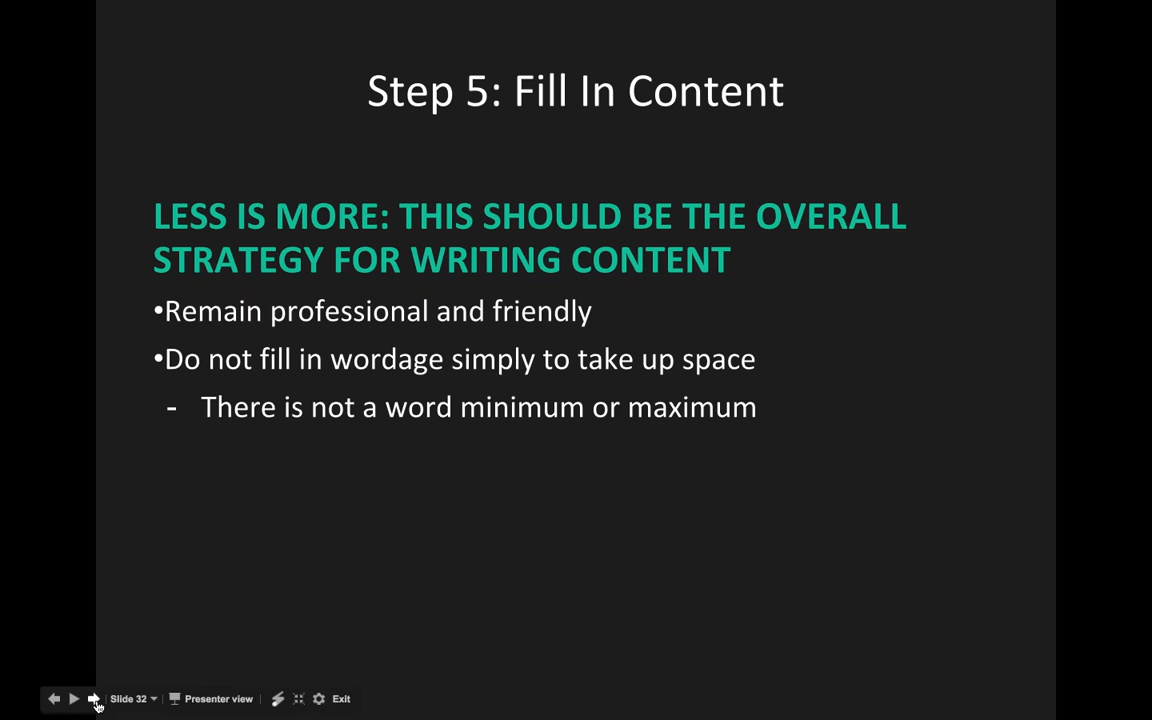 Step 5: Fill In Content
LESS IS MORE: THIS SHOULD BE THE OVERALL
STRATEGY FOR WRITING CONTENT
•Remain professional and friendly
•Do not fill in wordage simply to take up space
- There is not a word minimum or maximum
Slide 32 Presenter view Exit